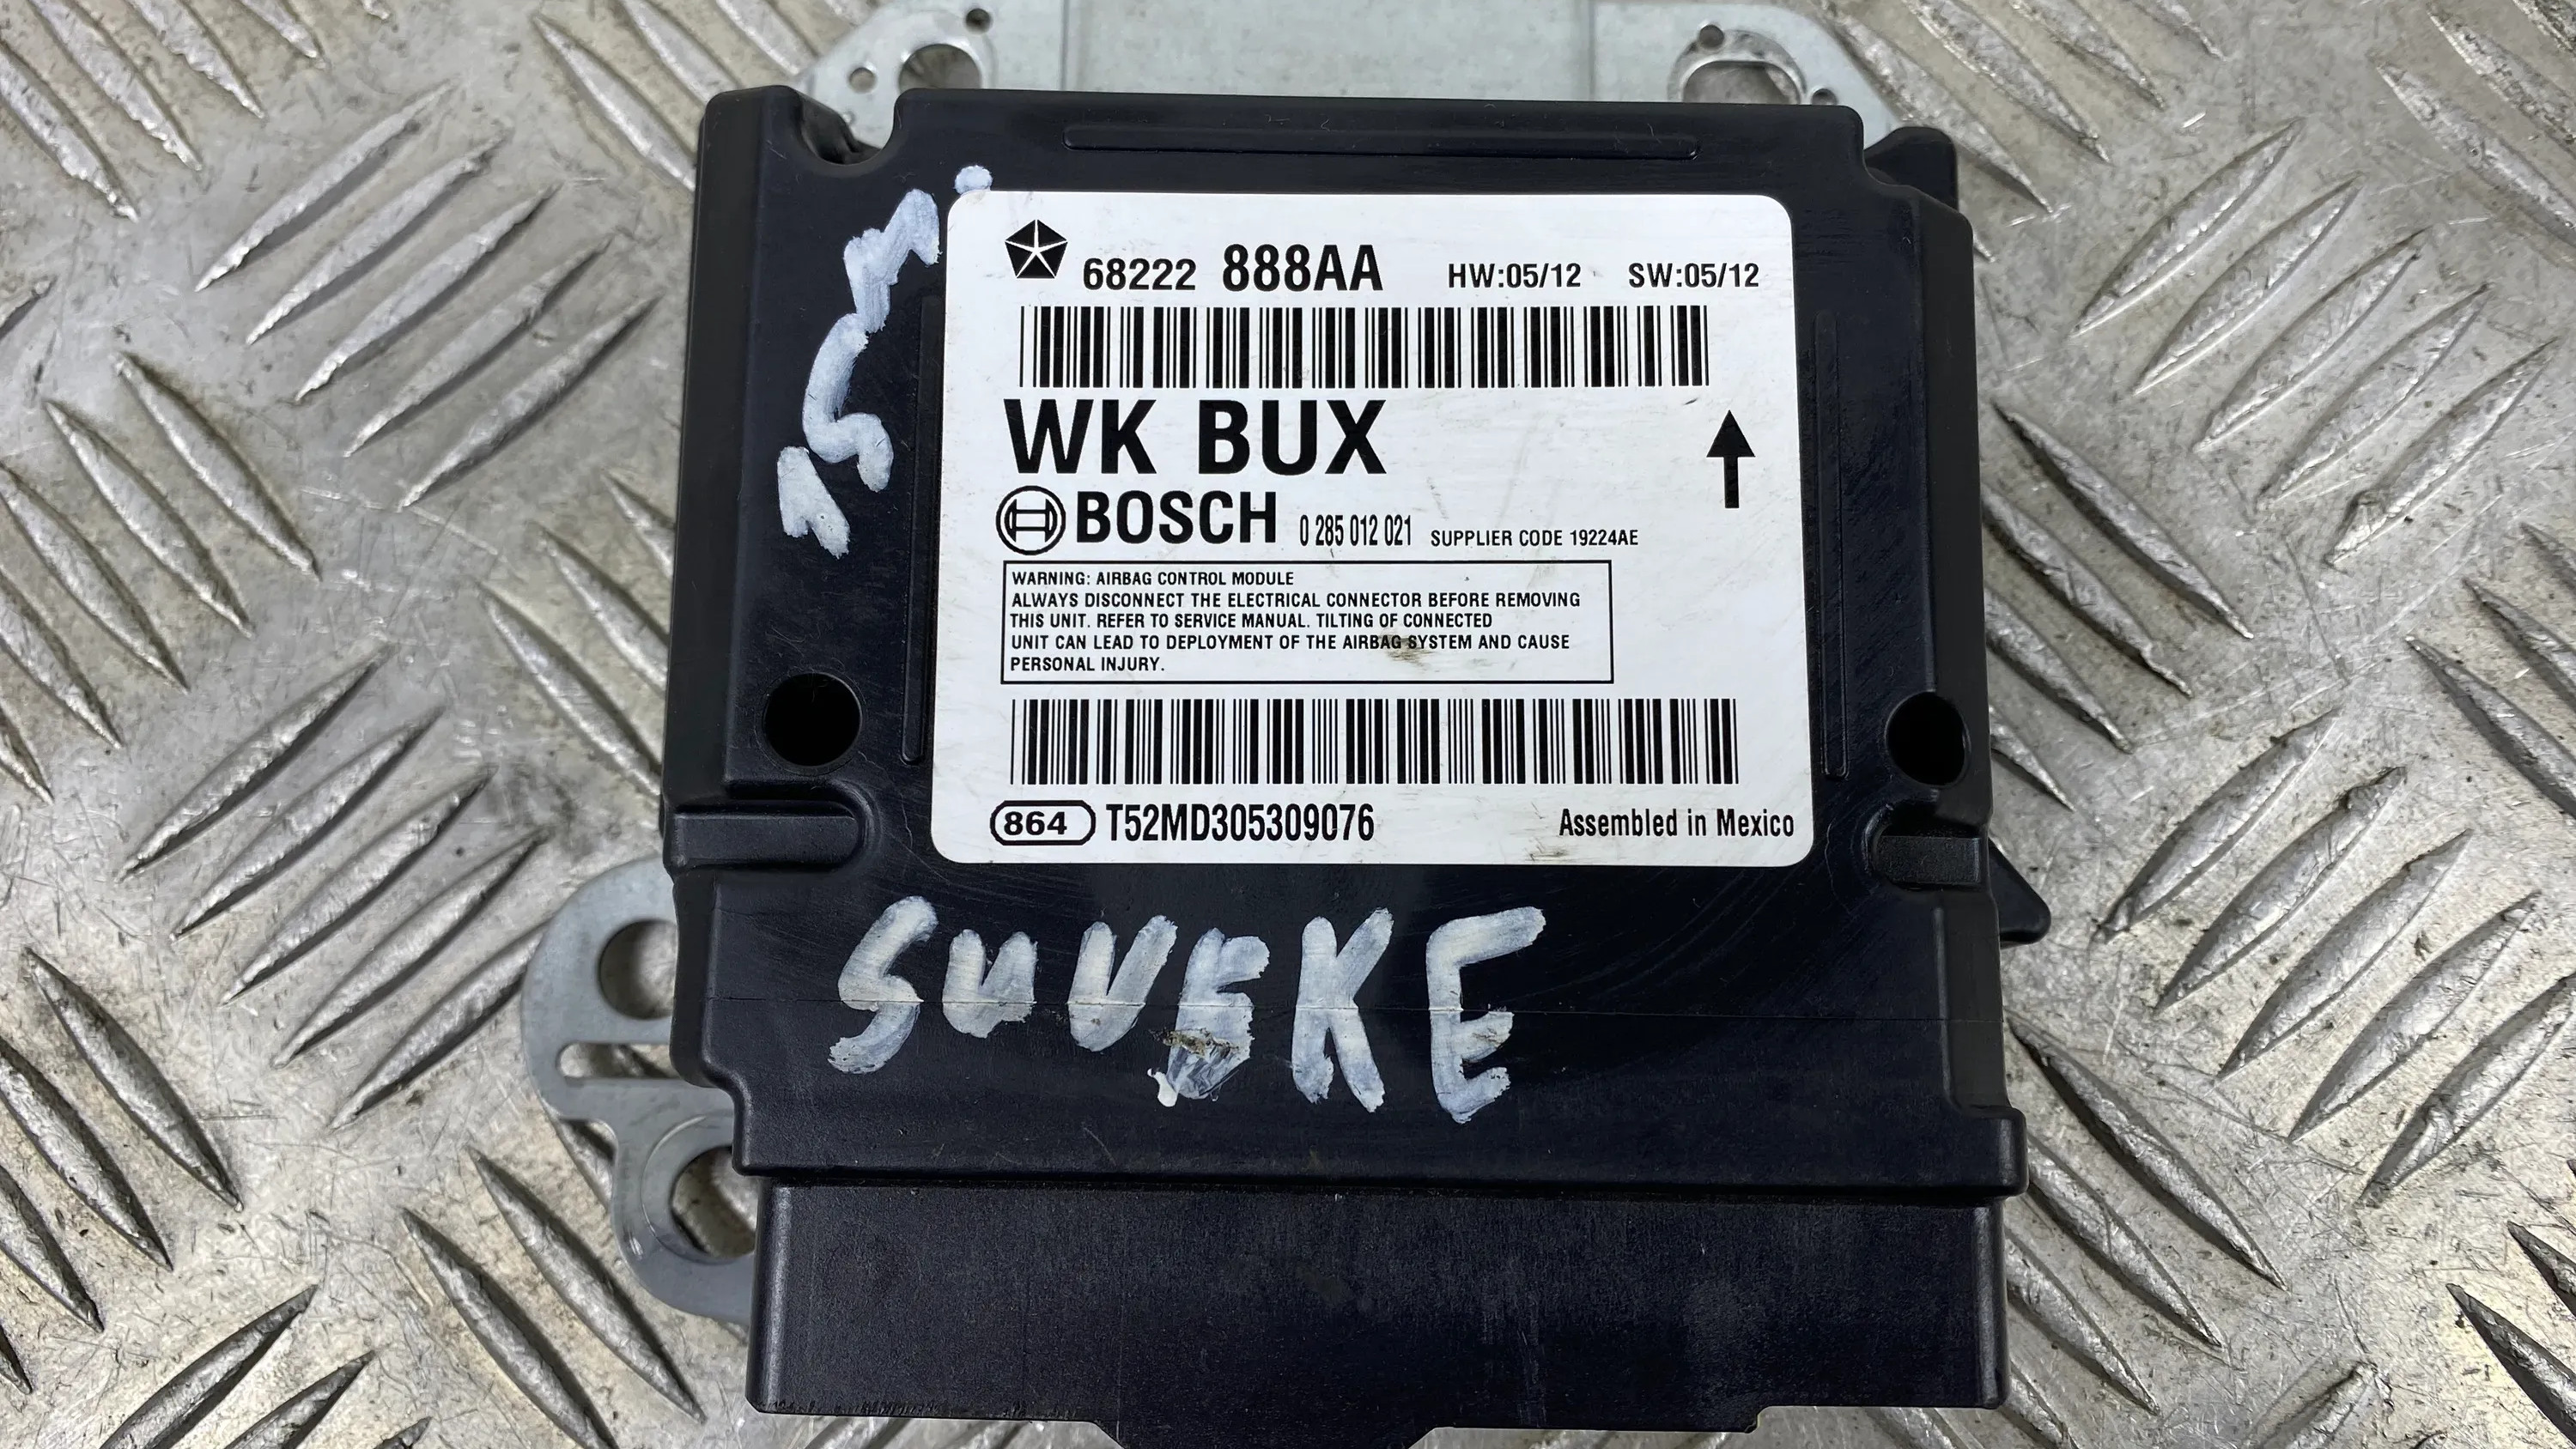 15m.
68222 888AA HW:05/12 SW:05/12
WK BUX
BOSCH 0 285 012 021 SUPPLIER CODE 19224AE
WARNING: AIRBAG CONTROL MODULE
ALWAYS DISCONNECT THE ELECTRICAL CONNECTOR BEFORE REMOVING
THIS UNIT. REFER TO SERVICE MANUAL. TILTING OF CONNECTED
UNIT CAN LEAD TO DEPLOYMENT OF THE AIRBAG SYSTEM AND CAUSE
PERSONAL INJURY.
864 T52MD305309076 Assembled in Mexico